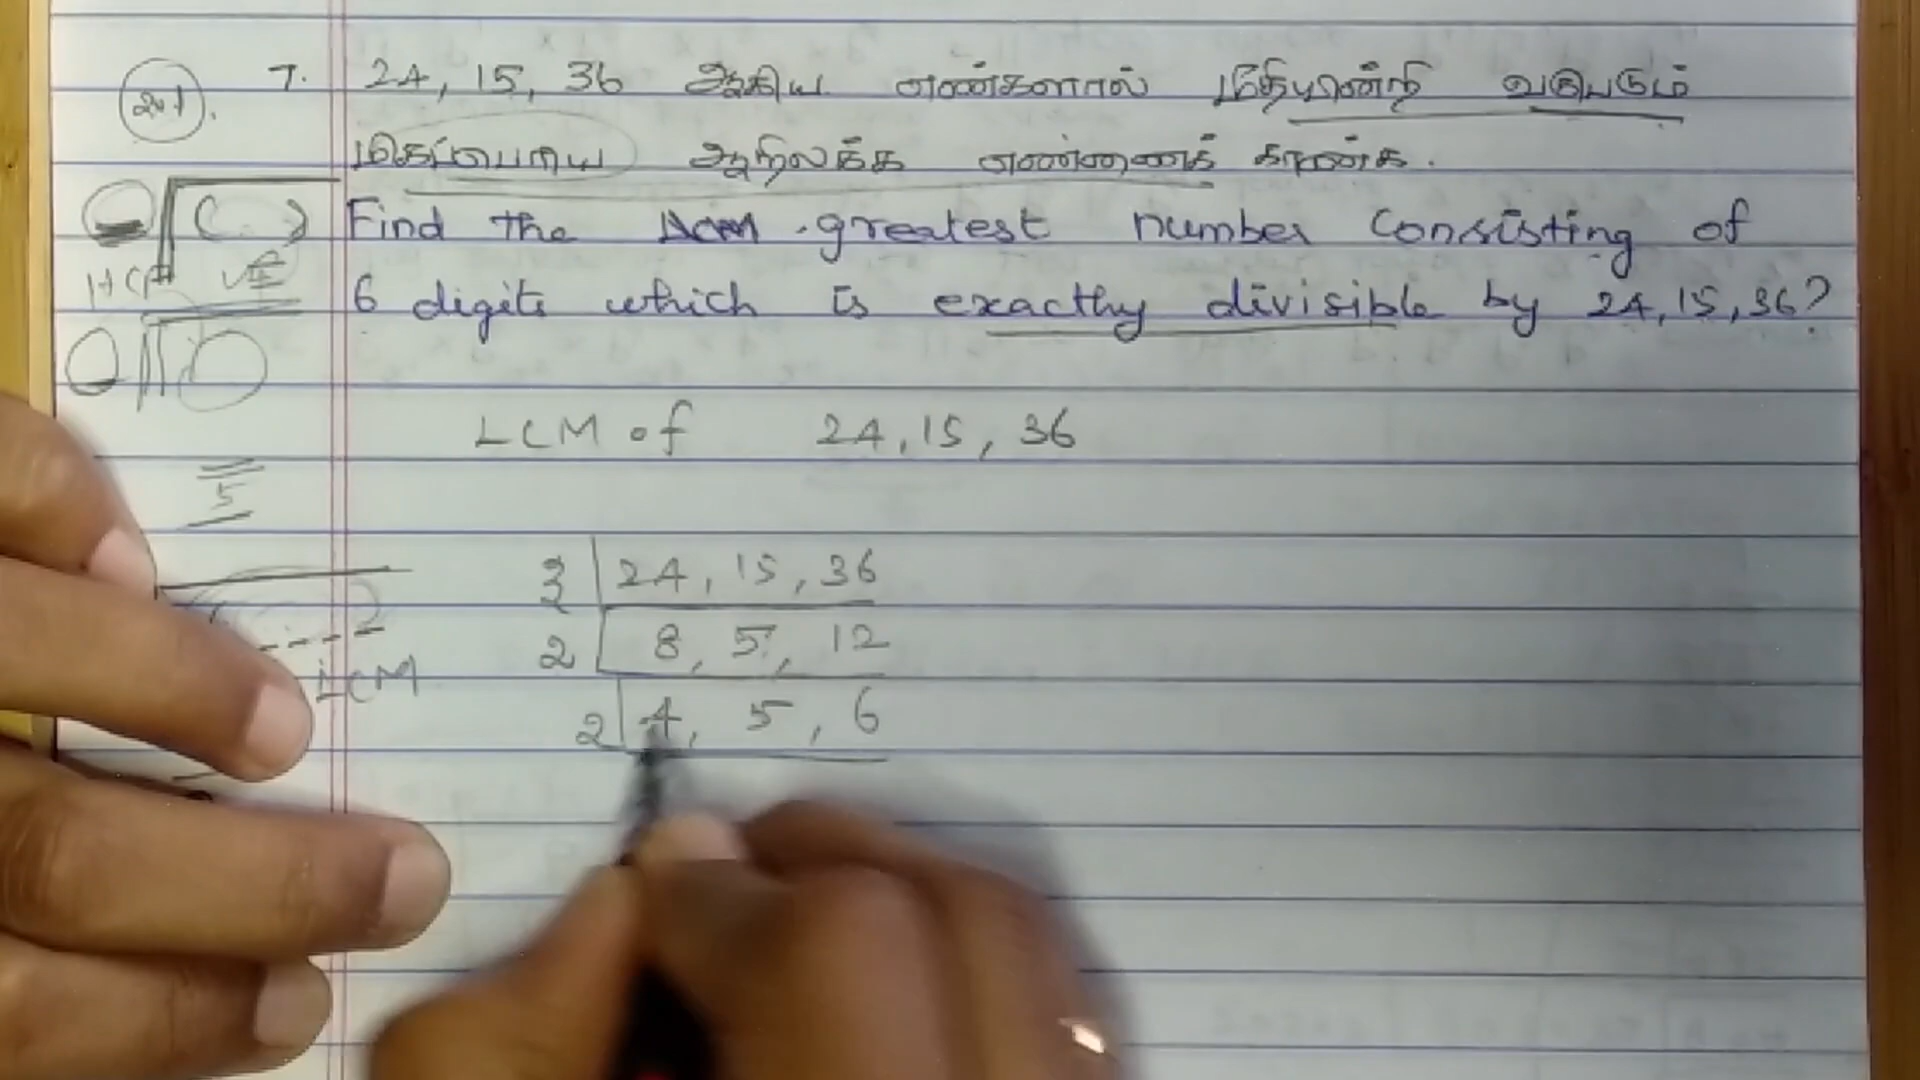 எ.1.
7. 24, 15, 36 ஆகிய எண்களால் மீதியின்றி வகுபடும்
மிகப்பெரிய ஆறிலக்க எண்ணைக் காண்க.
Find the greatest number consisting of
6 digits which is exactly divisible by 24, 15, 36?
HCF
LCM of 24, 15, 36
5
3 24, 15, 36
2 8, 5, 12
LCM
2 4, 5, 6